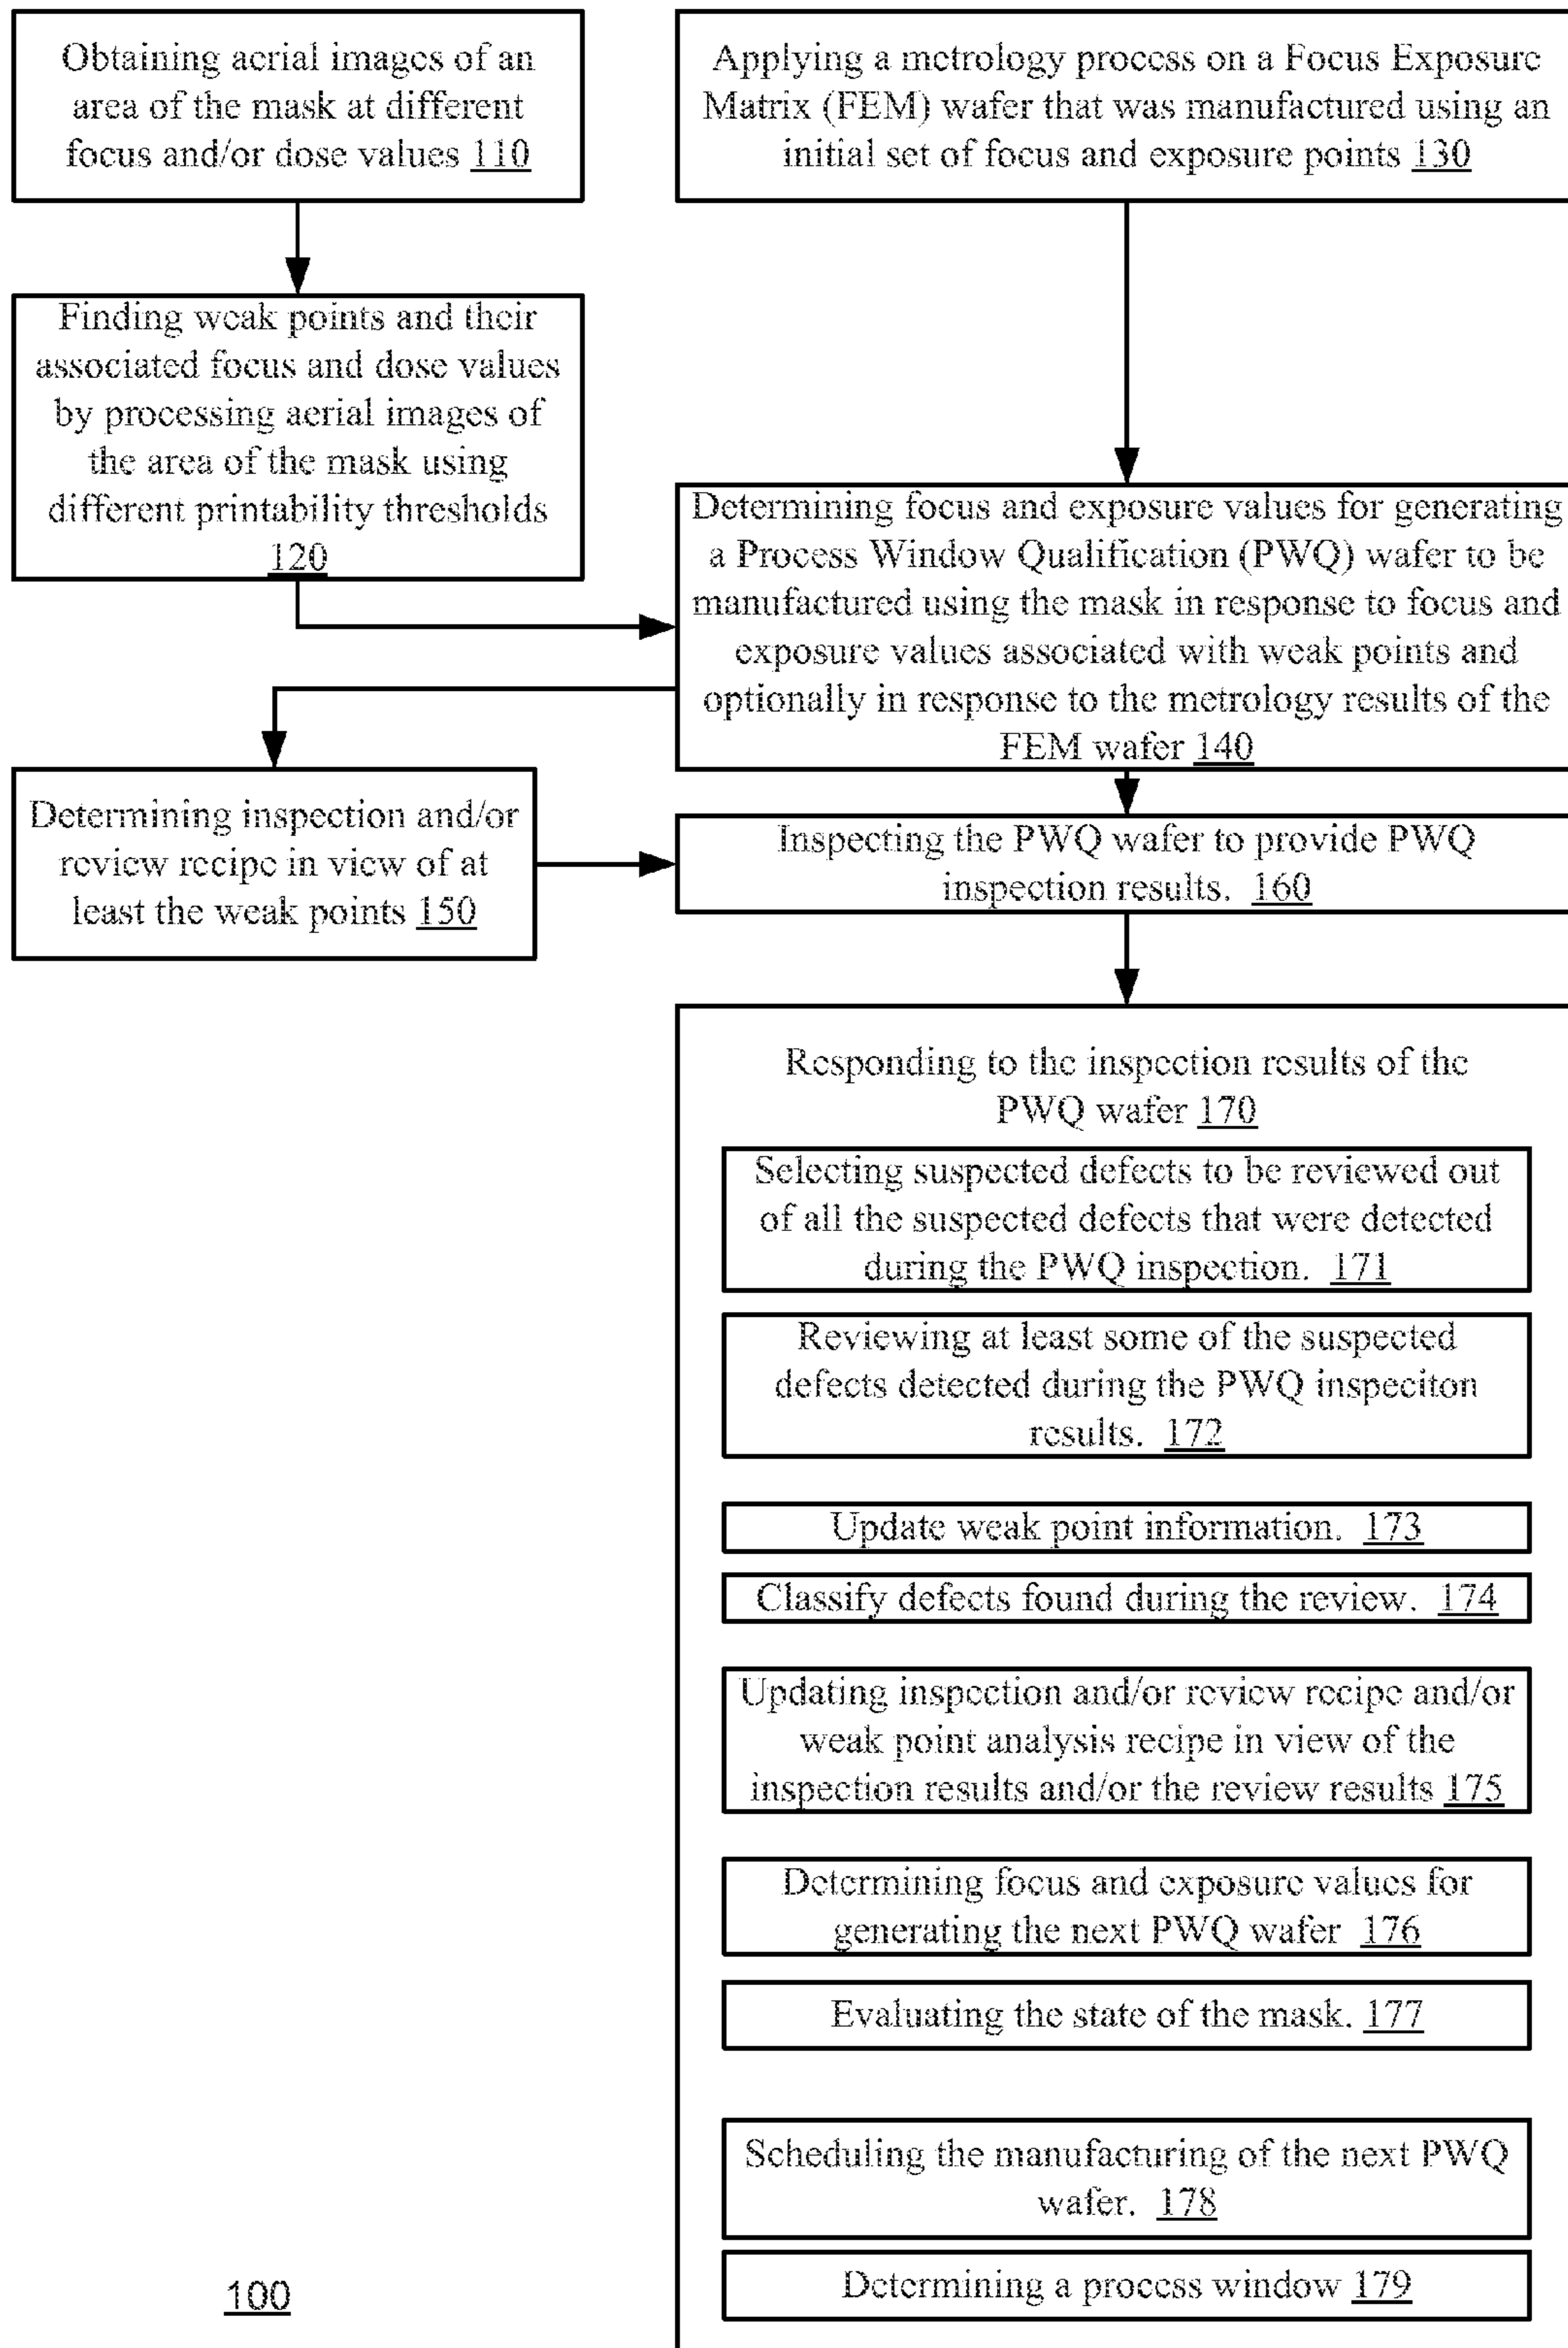 Obtaining aerial images of an
area of the mask at different
focus and/or dose values 110
Applying a metrology process on a Focus Exposure
Matrix (FEM) wafer that was manufactured using an
initial set of focus and exposure points 130
Finding weak points and their
associated focus and dose values
by processing aerial images of
the area of the mask using
different printability thresholds
120
Determining focus and exposure values for generating
a Process Window Qualification (PWQ) wafer to be
manufactured using the mask in response to focus and
exposure values associated with weak points and
optionally in response to the metrology results of the
FEM wafer 140
Determining inspection and/or
review recipe in view of at
least the weak points 150
Inspecting the PWQ wafer to provide PWQ
inspection results. 160
Responding to the inspection results of the
PWQ wafer 170
Selecting suspected defects to be reviewed out
of all the suspected defects that were detected
during the PWQ inspection. 171
Reviewing at least some of the suspected
defects detected during the PWQ inspeciton
results. 172
Update weak point information. 173
Classify defects found during the review. 174
Updating inspection and/or review recipe and/or
weak point analysis recipe in view of the
inspection results and/or the review results 175
Determining focus and exposure values for
generating the next PWQ wafer 176
Evaluating the state of the mask. 177
Scheduling the manufacturing of the next PWQ
wafer. 178
Determining a process window 179
100